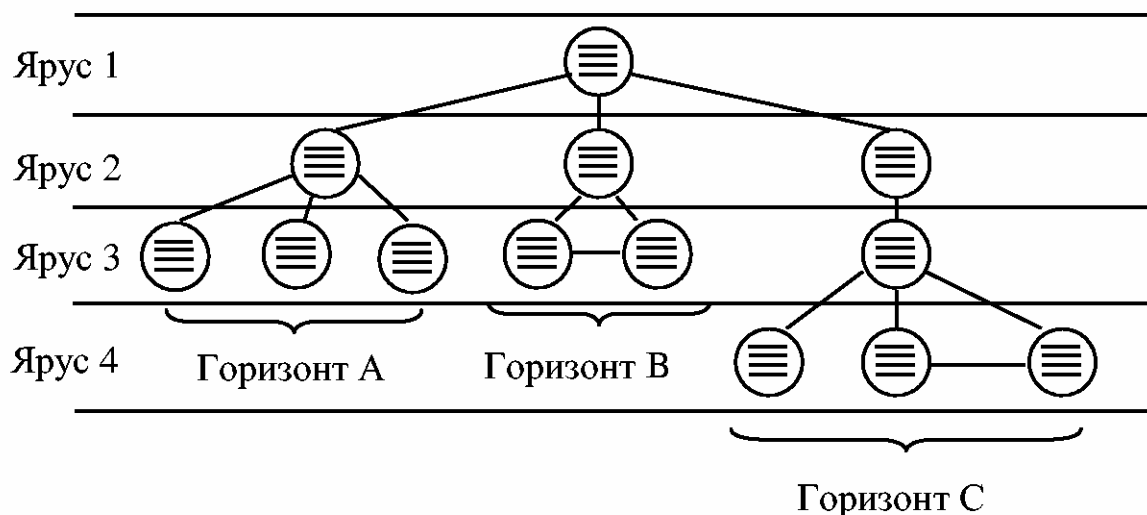 Ярус 1
Ярус 2
Ярус 3
Ярус 4
Горизонт А
Горизонт В
Горизонт С